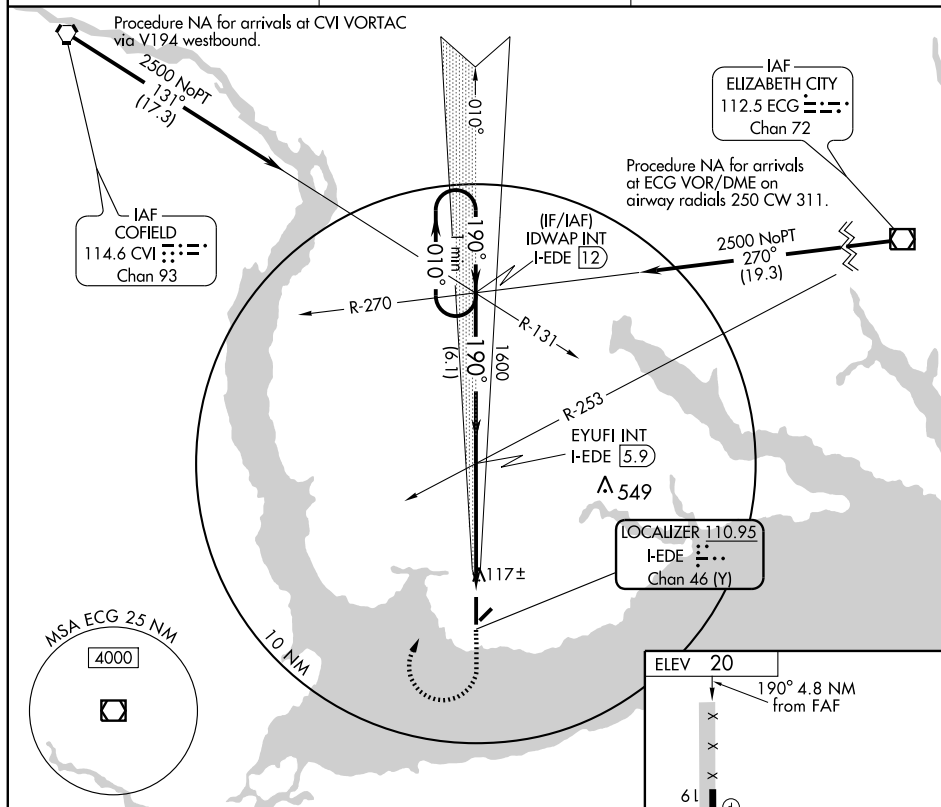 Procedure NA for arrivals at CVI VORTAC
via V194 westbound.
2500 NoPT
131°
(17.3)
010°
IAF
ELIZABETH CITY
112.5 ECG
Chan 72
Procedure NA for arrivals
at ECG VOR/DME on
airway radials 250 CW 311.
IAF
COFIELD
114.6 CVI
Chan 93
(IF/IAF)
IDWAP INT
I-EDE 12
2500 NoPT
270°
(19.3)
190°
1 min
010°
R-270
R-131
190°
1600
(6.1)
R-253
EYUFI INT
I-EDE 5.9
549
LOCALIZER 110.95
I-EDE
Chan 46 (Y)
117±
MSA ECG 25 NM
4000
10 NM
ELEV 20
190° 4.8 NM
from FAF
X
X
X
19